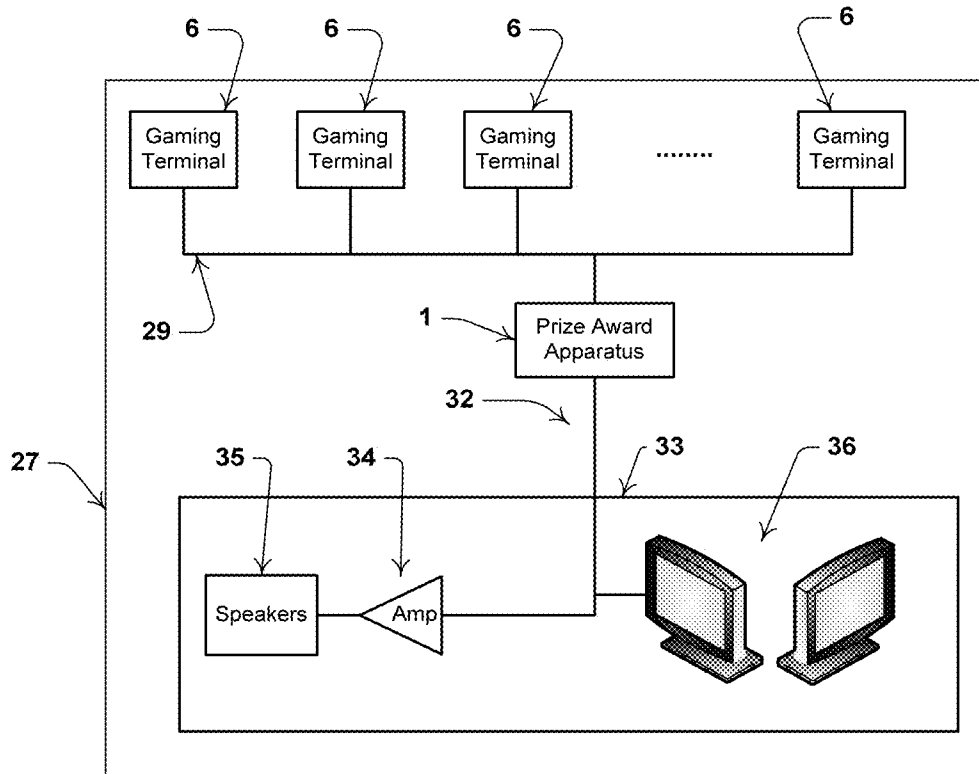 6 6 6 6
Gaming Terminal
Gaming Terminal
Gaming Terminal
........
Gaming Terminal
29
1
Prize Award
Apparatus
32
27
35
34
33
36
Speakers
Amp